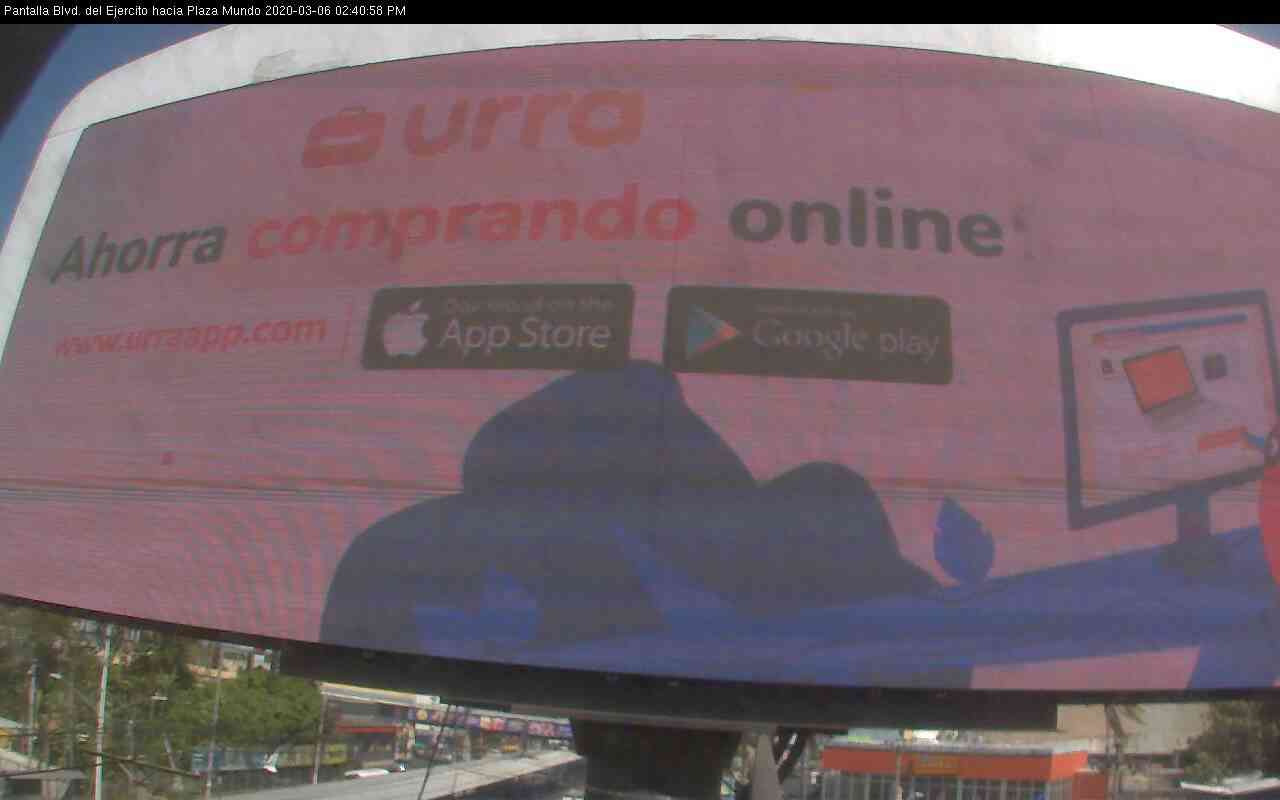 Pantalla Blvd. del Ejercito hacia Plaza Mundo 2020-03-06 02:40:58 PM
urra
Ahorra comprando online
www.urraapp.com
Download on the
App Store
Google play